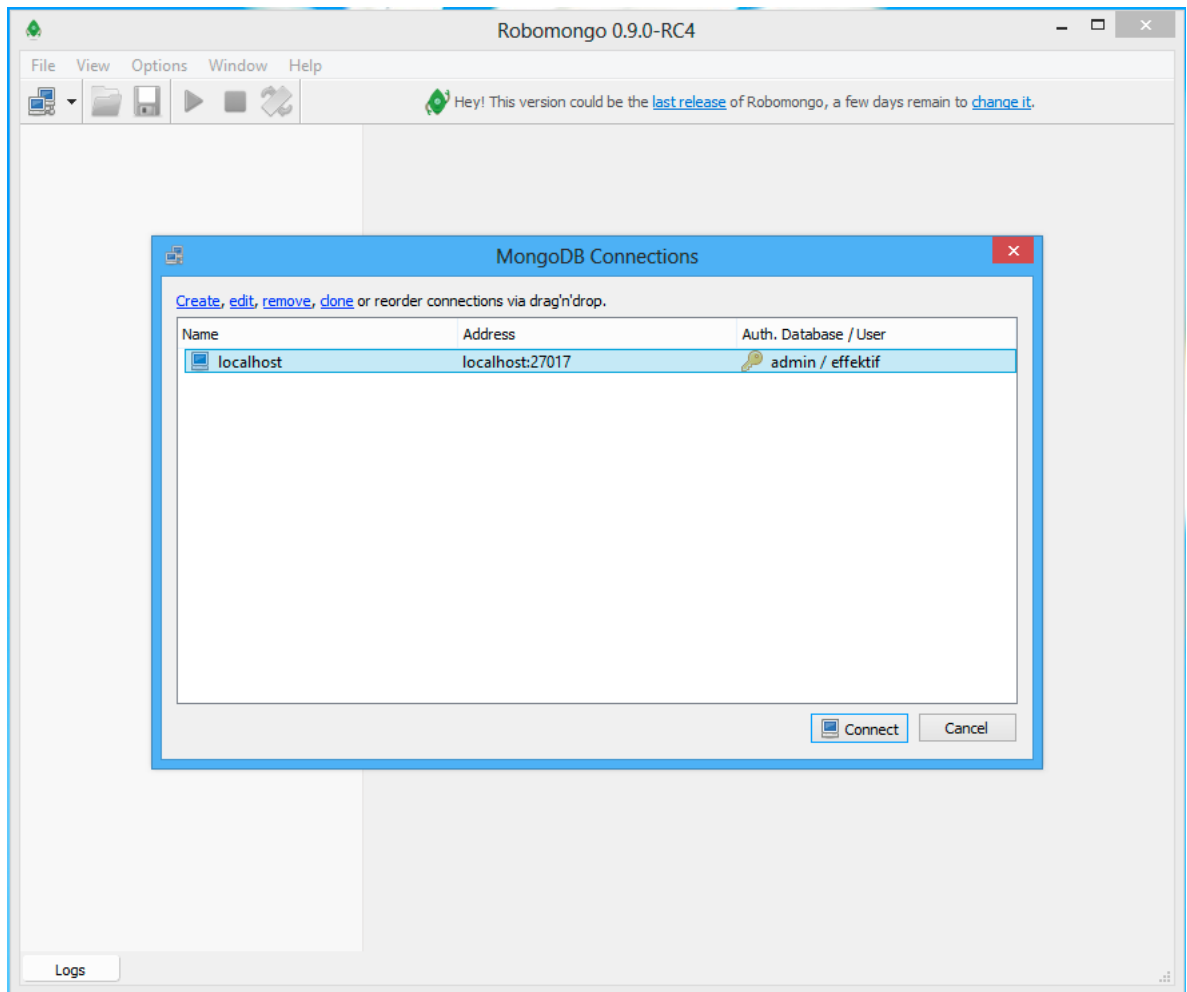 Robomongo 0.9.0-RC4
File View Options Window Help
Hey! This version could be the last release of Robomongo, a few days remain to change it.
MongoDB Connections
Create, edit, remove, clone or reorder connections via drag'n'drop.
Name Address Auth. Database / User
localhost localhost:27017 admin / effektif
Connect Cancel
Logs